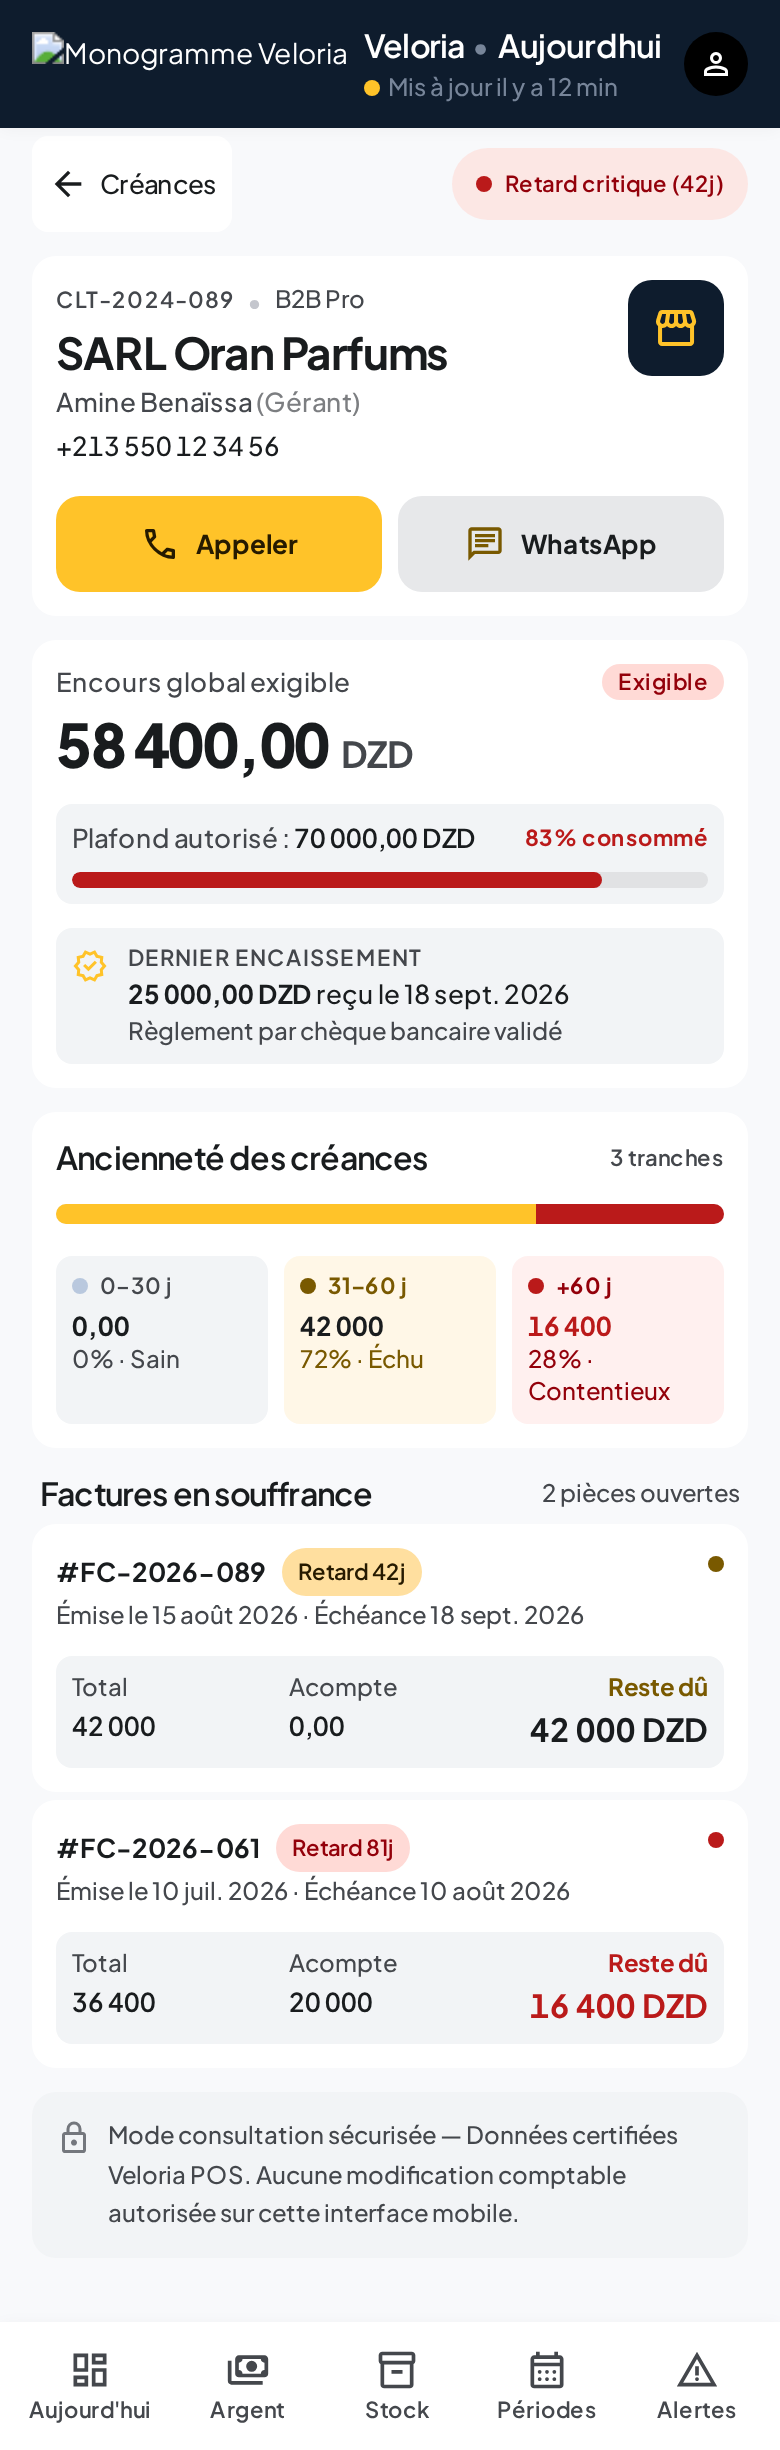 Monogramme Veloria
Veloria • Aujourdhui
Mis à jour il y a 12 min
Créances
Retard critique (42j)
CLT-2024-089 • B2B Pro
SARL Oran Parfums
Amine Benaïssa (Gérant)
+213 550 12 34 56
Appeler
WhatsApp
Encours global exigible
Exigible
58 400,00 DZD
Plafond autorisé : 70 000,00 DZD
83% consommé
DERNIER ENCAISSEMENT
25 000,00 DZD reçu le 18 sept. 2026
Règlement par chèque bancaire validé
Ancienneté des créances
3 tranches
0–30 j
0,00
0% · Sain
31–60 j
42 000
72% · Échu
+60 j
16 400
28% ·
Contentieux
Factures en souffrance
2 pièces ouvertes
#FC-2026-089
Retard 42j
Émise le 15 août 2026 · Échéance 18 sept. 2026
Total
Acompte
Reste dû
42 000
0,00
42 000 DZD
#FC-2026-061
Retard 81j
Émise le 10 juil. 2026 · Échéance 10 août 2026
Total
Acompte
Reste dû
36 400
20 000
16 400 DZD
Mode consultation sécurisée — Données certifiées
Veloria POS. Aucune modification comptable
autorisée sur cette interface mobile.
Aujourd'hui
Argent
Stock
Périodes
Alertes